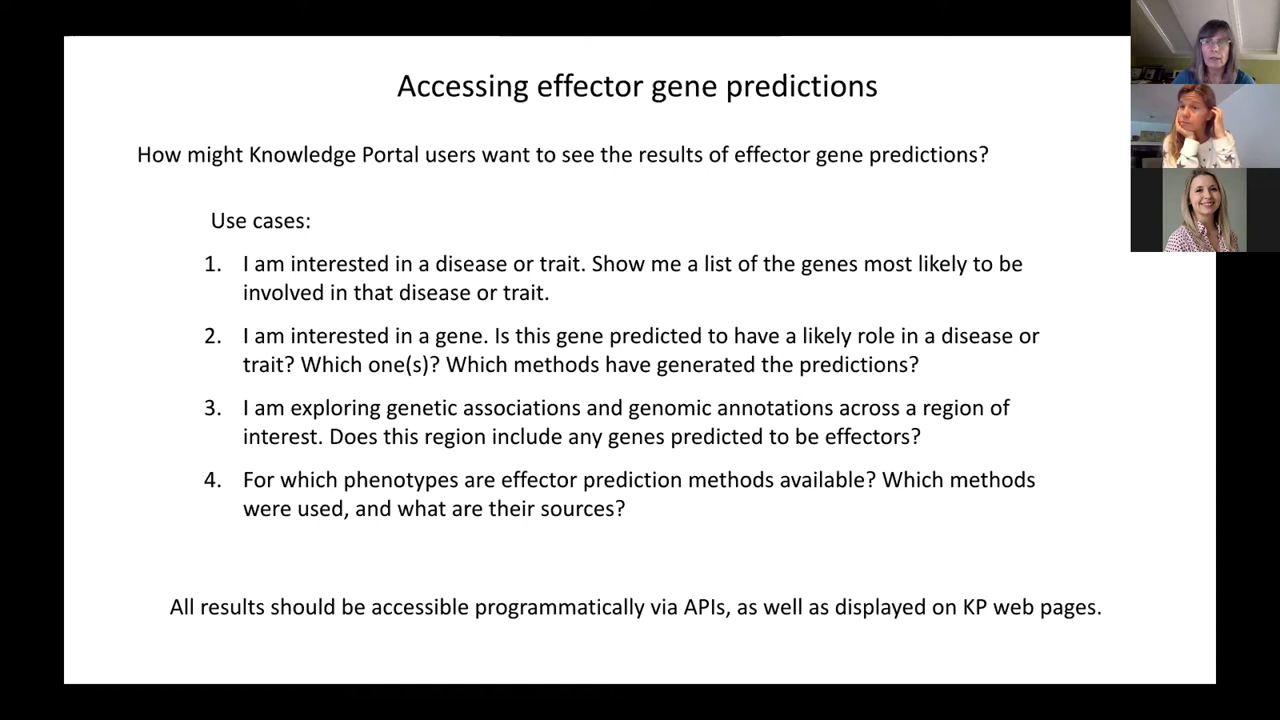 Accessing effector gene predictions
How might Knowledge Portal users want to see the results of effector gene predictions?
Use cases:
1. I am interested in a disease or trait. Show me a list of the genes most likely to be
involved in that disease or trait.
2. I am interested in a gene. Is this gene predicted to have a likely role in a disease or
trait? Which one(s)? Which methods have generated the predictions?
3. I am exploring genetic associations and genomic annotations across a region of
interest. Does this region include any genes predicted to be effectors?
4. For which phenotypes are effector prediction methods available? Which methods
were used, and what are their sources?
All results should be accessible programmatically via APIs, as well as displayed on KP web pages.